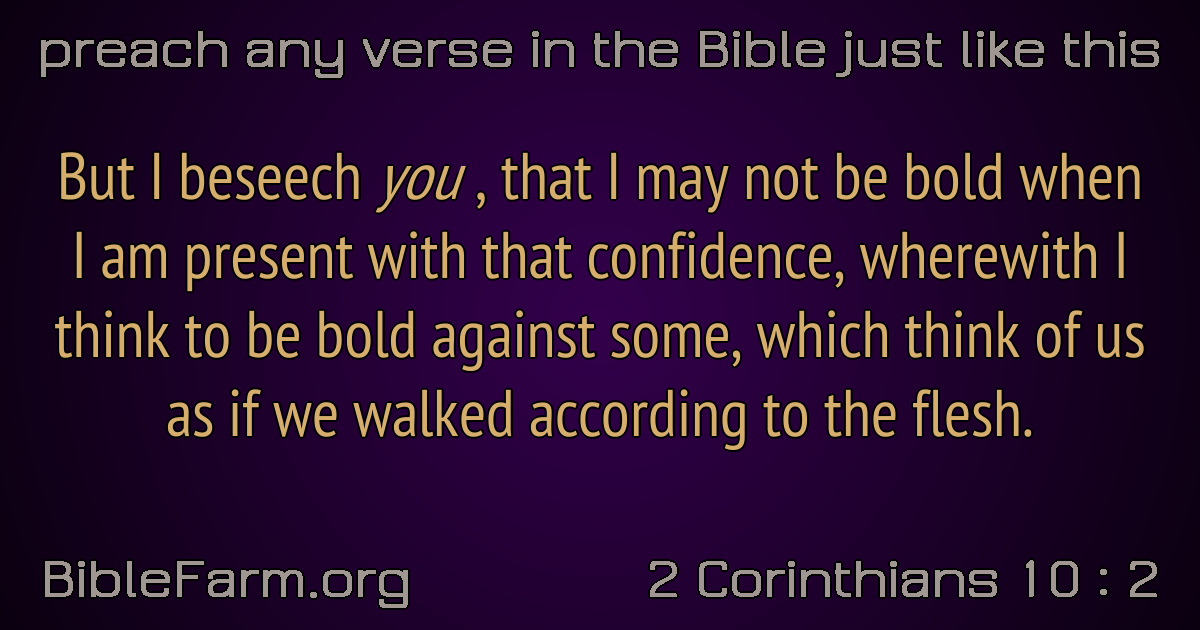 preach any verse in the Bible just like this
But I beseech you , that I may not be bold when
I am present with that confidence, wherewith I
think to be bold against some, which think of us
as if we walked according to the flesh.
BibleFarm.org
2 Corinthians 10 : 2